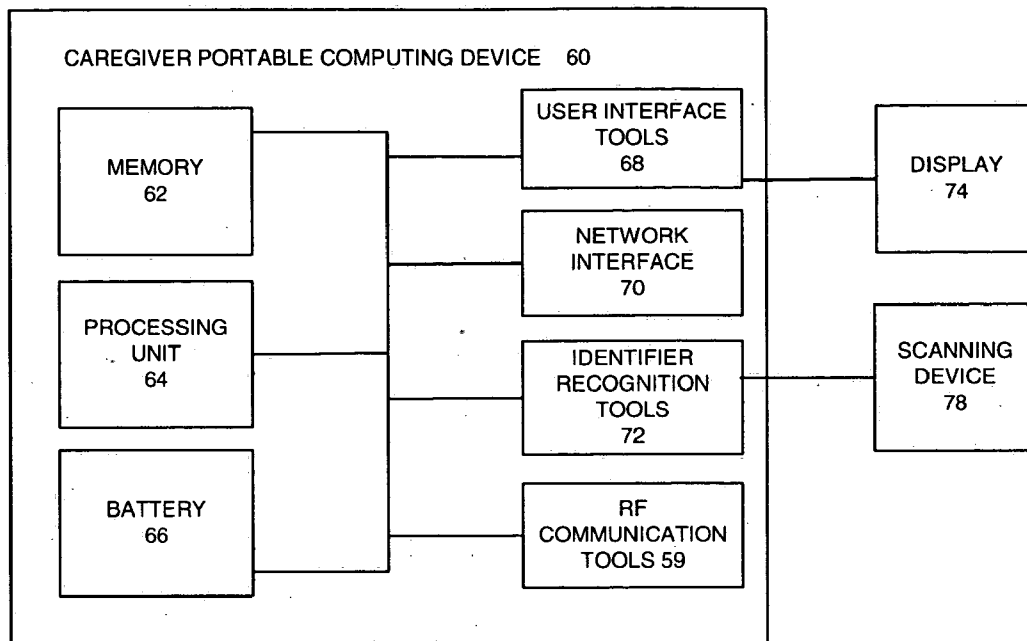 CAREGIVER PORTABLE COMPUTING DEVICE 60
MEMORY
62
PROCESSING
UNIT
64
BATTERY
66
USER INTERFACE
TOOLS
68
NETWORK
INTERFACE
70
IDENTIFIER
RECOGNITION
TOOLS
72
RF
COMMUNICATION
TOOLS 59
DISPLAY
74
SCANNING
DEVICE
78